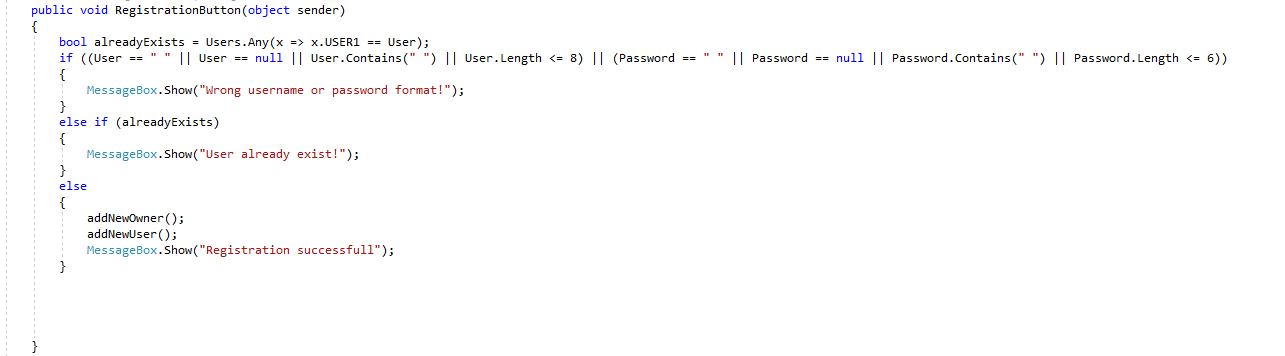 public void RegistrationButton(object sender)
{
bool alreadyExists = Users.Any(x => x.USER1 == User);
if ((User == " " || User == null || User.Contains(" ") || User.Length <= 8) || (Password == " " || Password == null || Password.Contains(" ") || Password.Length <= 6))
{
MessageBox.Show("Wrong username or password format!");
}
else if (alreadyExists)
{
MessageBox.Show("User already exist!");
}
else
{
addNewOwner();
addNewUser();
MessageBox.Show("Registration successfull");
}
}